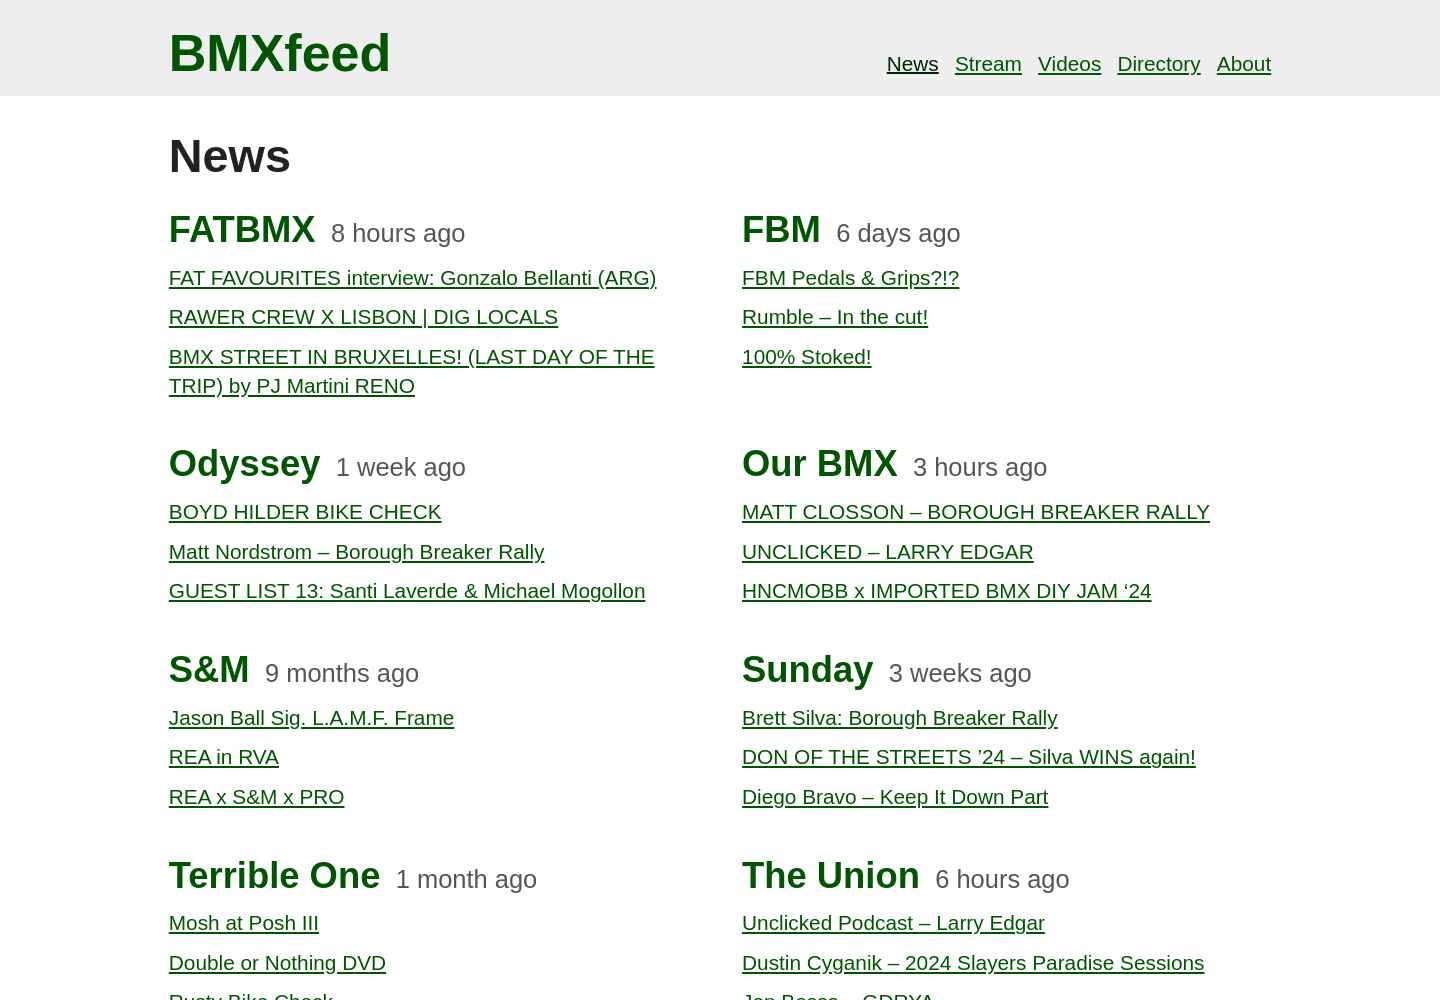 BMXfeed
News Stream Videos Directory About
News
FATBMX 8 hours ago
FAT FAVOURITES interview: Gonzalo Bellanti (ARG)
RAWER CREW X LISBON | DIG LOCALS
BMX STREET IN BRUXELLES! (LAST DAY OF THE
TRIP) by PJ Martini RENO
FBM 6 days ago
FBM Pedals & Grips?!?
Rumble – In the cut!
100% Stoked!
Odyssey 1 week ago
BOYD HILDER BIKE CHECK
Matt Nordstrom – Borough Breaker Rally
GUEST LIST 13: Santi Laverde & Michael Mogollon
Our BMX 3 hours ago
MATT CLOSSON – BOROUGH BREAKER RALLY
UNCLICKED – LARRY EDGAR
HNCMOBB x IMPORTED BMX DIY JAM ‘24
S&M 9 months ago
Jason Ball Sig. L.A.M.F. Frame
REA in RVA
REA x S&M x PRO
Sunday 3 weeks ago
Brett Silva: Borough Breaker Rally
DON OF THE STREETS ’24 – Silva WINS again!
Diego Bravo – Keep It Down Part
Terrible One 1 month ago
Mosh at Posh III
Double or Nothing DVD
Rusty Bike Check
The Union 6 hours ago
Unclicked Podcast – Larry Edgar
Dustin Cyganik – 2024 Slayers Paradise Sessions